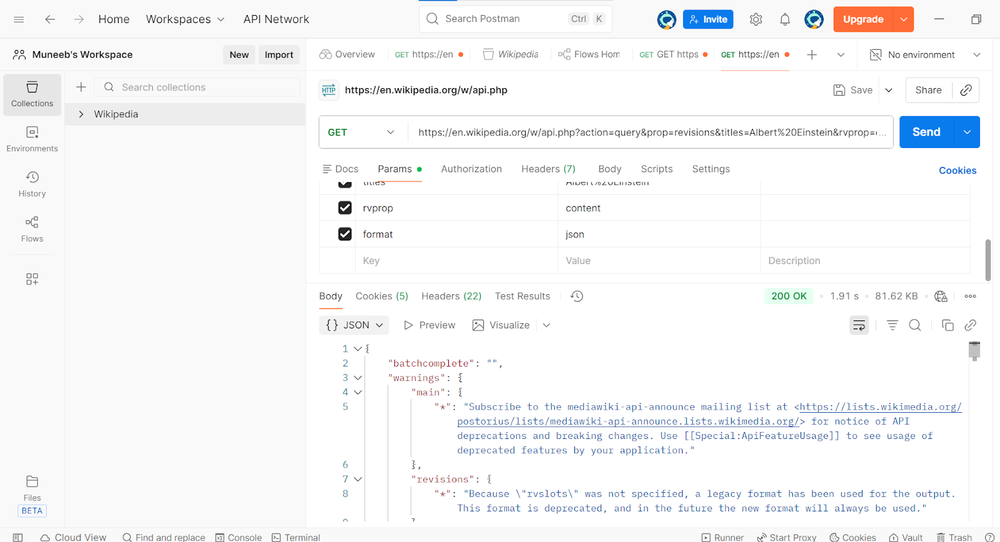 Home Workspaces API Network Search Postman Ctrl K Invite Upgrade
Muneeb's Workspace New Import Overview GET https://en Wikipedia Flows Hom GET GET https GET https://en No environment
Collections
Search collections
Wikipedia
Environments
History
Flows
Files
BETA
HTTP https://en.wikipedia.org/w/api.php Save Share
GET https://en.wikipedia.org/w/api.php?action=query&prop=revisions&titles=Albert%20Einstein&rvprop=c... Send
Docs Params Authorization Headers (7) Body Scripts Settings Cookies
titles Albert%20Einstein
rvprop content
format json
Key Value Description
Body Cookies (5) Headers (22) Test Results 200 OK 1.91 s 81.62 KB
{} JSON Preview Visualize
1 {
2 "batchcomplete": "",
3 "warnings": {
4 "main": {
5 "*": "Subscribe to the mediawiki-api-announce mailing list at <https://lists.wikimedia.org/
postorius/lists/mediawiki-api-announce.lists.wikimedia.org/> for notice of API
deprecations and breaking changes. Use [[Special:ApiFeatureUsage]] to see usage of
deprecated features by your application."
6 },
7 "revisions": {
8 "*": "Because \"rvslots\" was not specified, a legacy format has been used for the output.
This format is deprecated, and in the future the new format will always be used."
Cloud View Find and replace Console Terminal Runner Start Proxy Cookies Vault Trash